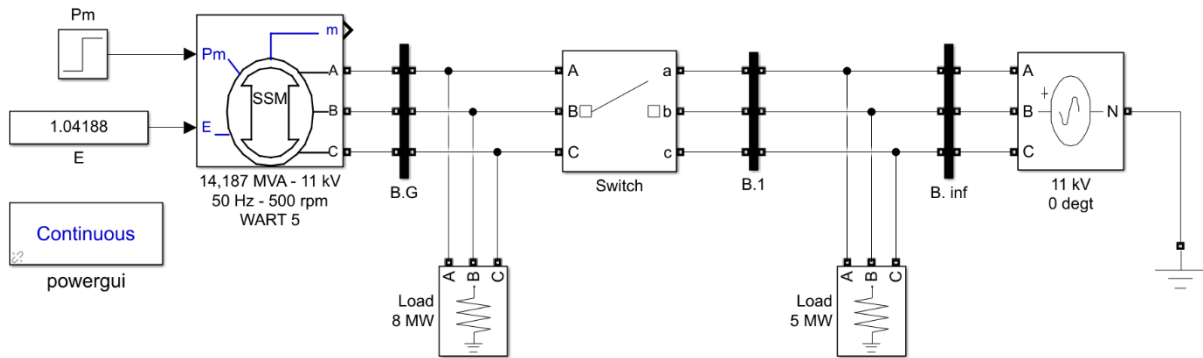 Pm
Pm
m
A
B
C
SSM
E
1.04188
E
14,187 MVA - 11 kV
50 Hz - 500 rpm
WART 5
Continuous
powergui
B.G
A
B
C
a
b
c
Switch
B.1
B. inf
A
B
C
N
+
11 kV
0 degt
A B C
Load
8 MW
A B C
Load
5 MW